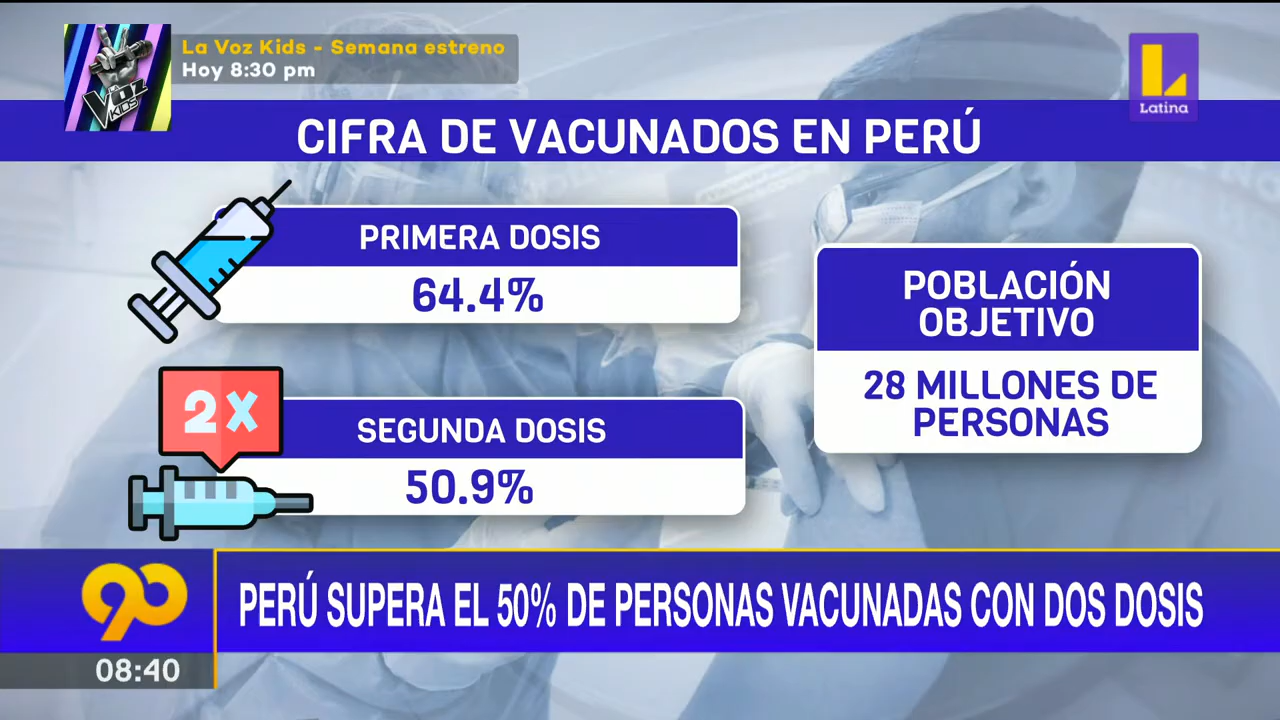 La Voz Kids - Semana estreno
Hoy 8:30 pm
VOZ
KIDS
Latina
CIFRA DE VACUNADOS EN PERÚ
PRIMERA DOSIS
64.4%
2X
SEGUNDA DOSIS
50.9%
POBLACIÓN
OBJETIVO
28 MILLONES DE
PERSONAS
90
PERÚ SUPERA EL 50% DE PERSONAS VACUNADAS CON DOS DOSIS
08:40